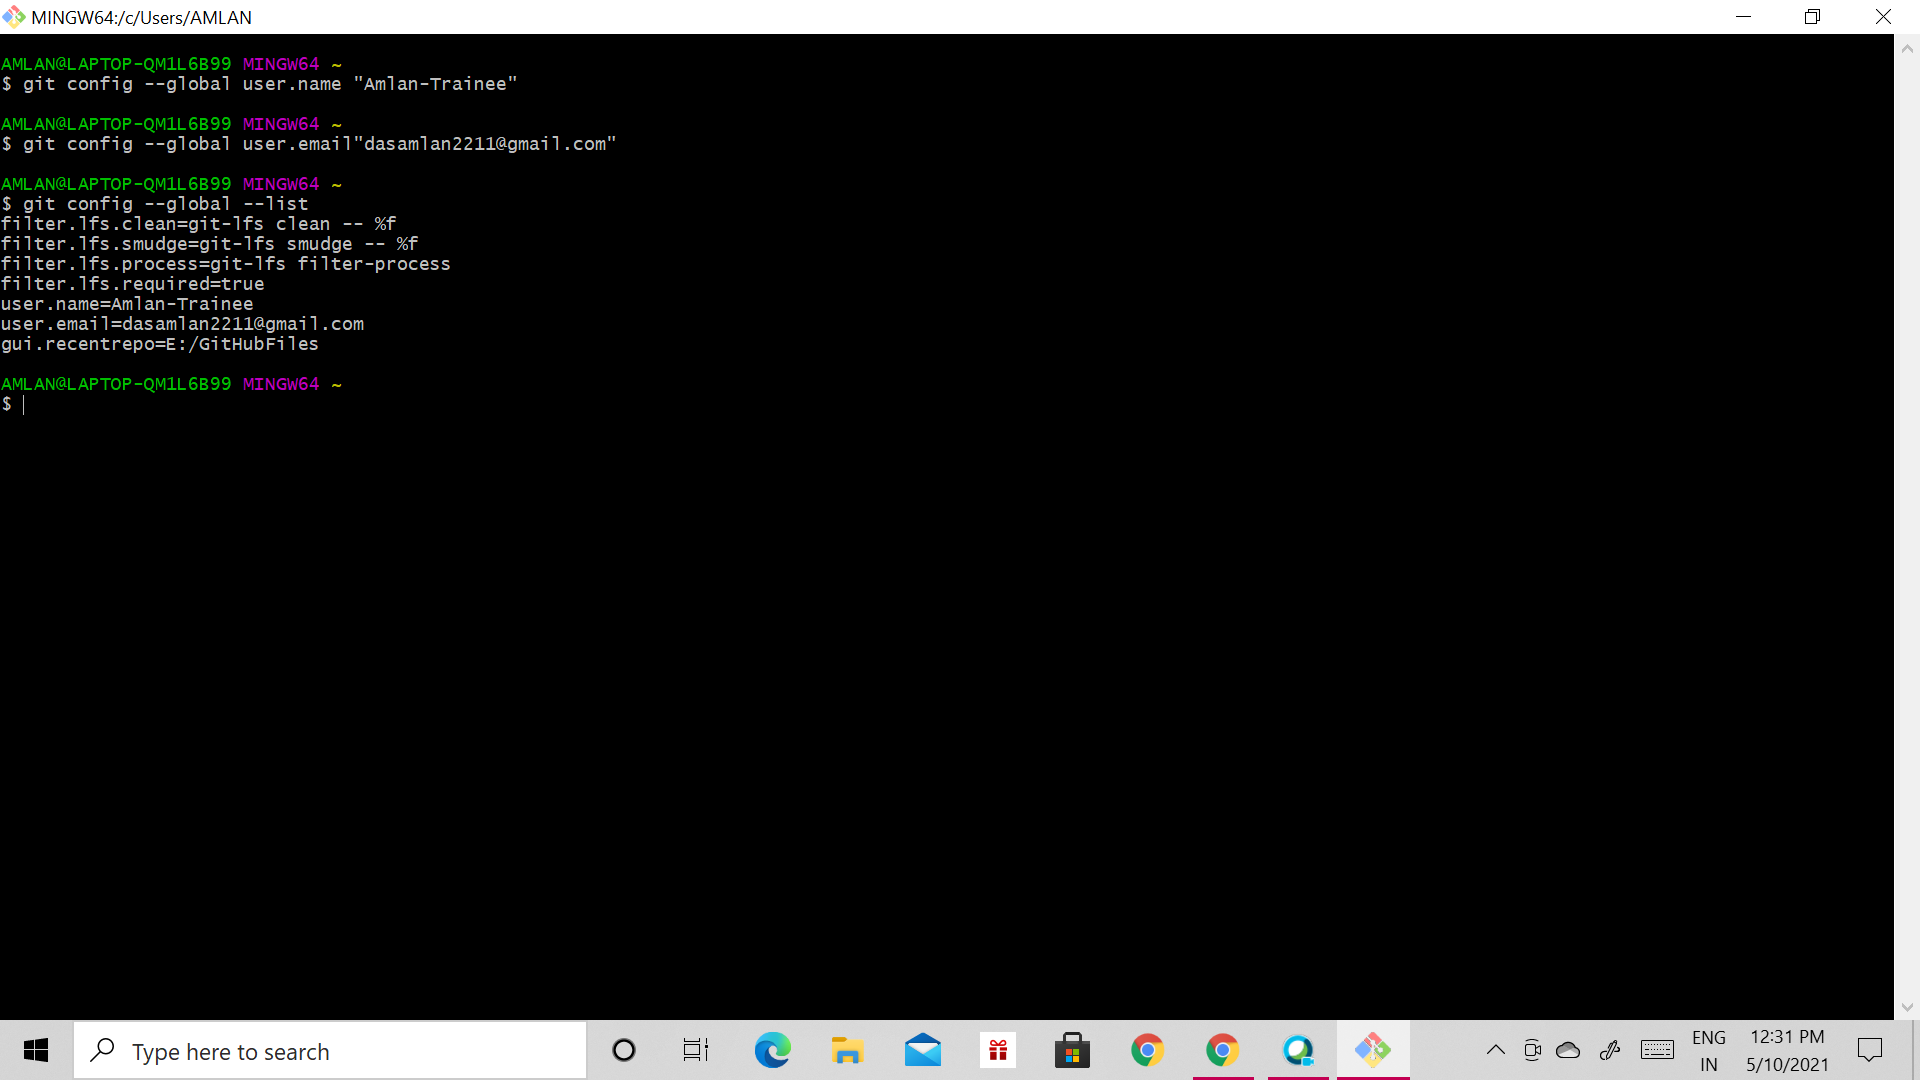 MINGW64:/c/Users/AMLAN
AMLAN@LAPTOP-QM1L6B99 MINGW64 ~
$ git config --global user.name "Amlan-Trainee"
AMLAN@LAPTOP-QM1L6B99 MINGW64 ~
$ git config --global user.email"dasamlan2211@gmail.com"
AMLAN@LAPTOP-QM1L6B99 MINGW64 ~
$ git config --global --list
filter.lfs.clean=git-lfs clean -- %f
filter.lfs.smudge=git-lfs smudge -- %f
filter.lfs.process=git-lfs filter-process
filter.lfs.required=true
user.name=Amlan-Trainee
user.email=dasamlan2211@gmail.com
gui.recentrepo=E:/GitHubFiles
AMLAN@LAPTOP-QM1L6B99 MINGW64 ~
$
Type here to search
ENG
IN
12:31 PM
5/10/2021